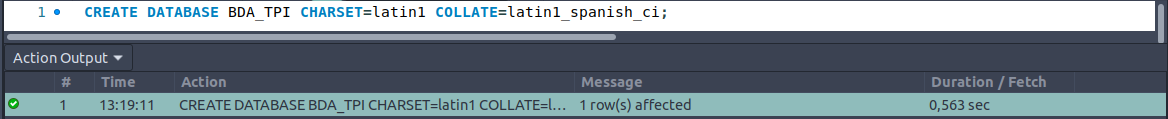 1 CREATE DATABASE BDA_TPI CHARSET=latin1 COLLATE=latin1_spanish_ci;
Action Output
# Time Action Message Duration / Fetch
1 13:19:11 CREATE DATABASE BDA_TPI CHARSET=latin1 COLLATE=l... 1 row(s) affected 0,563 sec